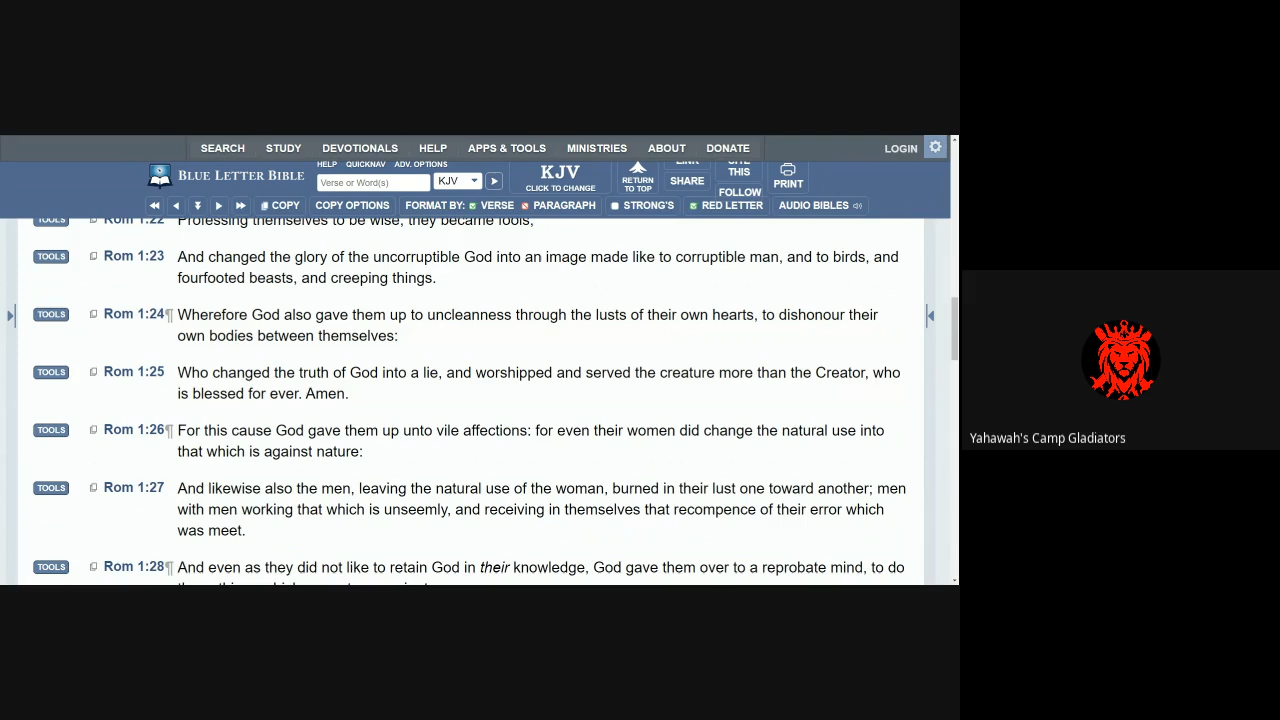 SEARCH STUDY DEVOTIONALS HELP APPS & TOOLS MINISTRIES ABOUT DONATE LOGIN
HELP QUICKNAV ADV. OPTIONS
BLUE LETTER BIBLE
Verse or Word(s)
KJV
KJV
CLICK TO CHANGE
RETURN
TO TOP
LINK
SHARE
CITE
THIS
FOLLOW
PRINT
COPY COPY OPTIONS FORMAT BY: VERSE PARAGRAPH STRONG'S RED LETTER AUDIO BIBLES
TOOLS Rom 1:22 Professing themselves to be wise, they became fools,
TOOLS Rom 1:23 And changed the glory of the uncorruptible God into an image made like to corruptible man, and to birds, and
fourfooted beasts, and creeping things.
TOOLS Rom 1:24¶ Wherefore God also gave them up to uncleanness through the lusts of their own hearts, to dishonour their
own bodies between themselves:
TOOLS Rom 1:25 Who changed the truth of God into a lie, and worshipped and served the creature more than the Creator, who
is blessed for ever. Amen.
TOOLS Rom 1:26¶ For this cause God gave them up unto vile affections: for even their women did change the natural use into
that which is against nature:
TOOLS Rom 1:27 And likewise also the men, leaving the natural use of the woman, burned in their lust one toward another; men
with men working that which is unseemly, and receiving in themselves that recompence of their error which
was meet.
TOOLS Rom 1:28¶ And even as they did not like to retain God in their knowledge, God gave them over to a reprobate mind, to do
Yahawah's Camp Gladiators